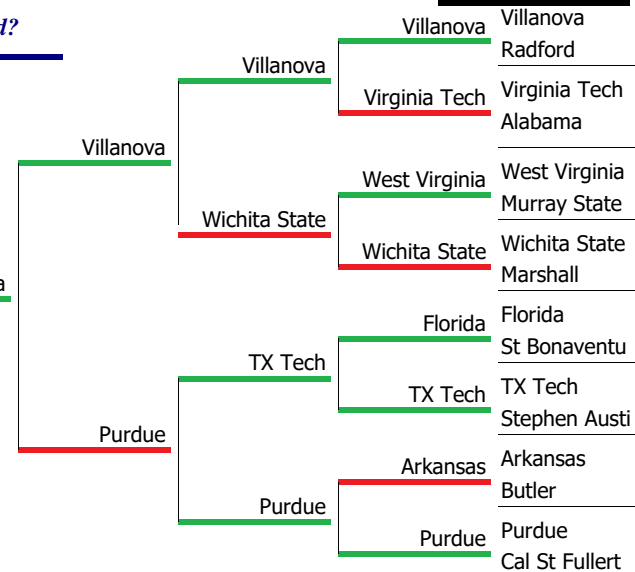 Villanova
Radford
Virginia Tech
Alabama
West Virginia
Murray State
Wichita State
Marshall
Florida
St Bonaventu
TX Tech
Stephen Austi
Arkansas
Butler
Purdue
Cal St Fullert
Villanova
Virginia Tech
West Virginia
Wichita State
Florida
TX Tech
Arkansas
Purdue
Villanova
Wichita State
TX Tech
Purdue
Villanova
Purdue